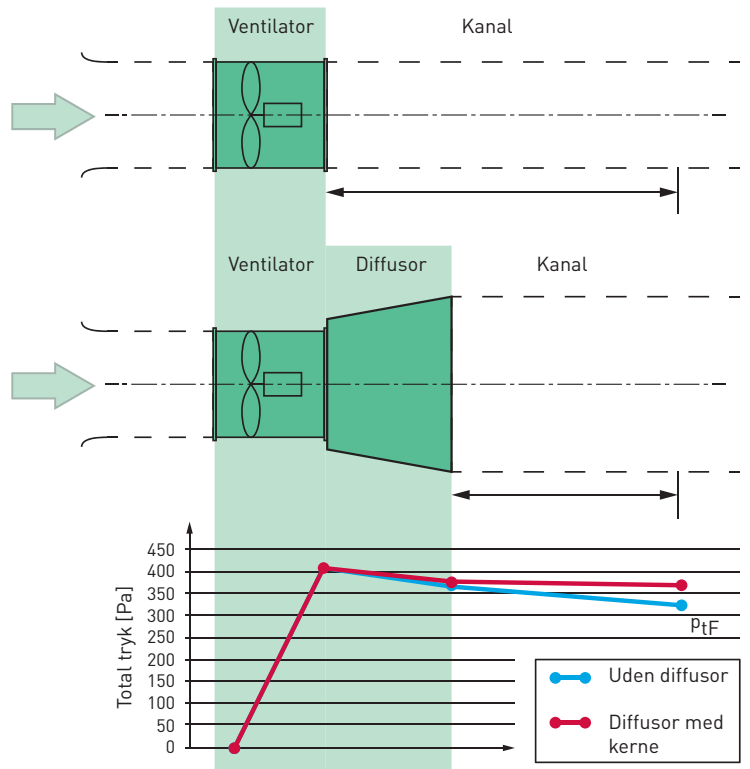 Ventilator Kanal
Ventilator Diffusor Kanal
Total tryk [Pa]
450
400
350
300
250
200
150
100
50
0
ptF
Uden diffusor
Diffusor med
kerne